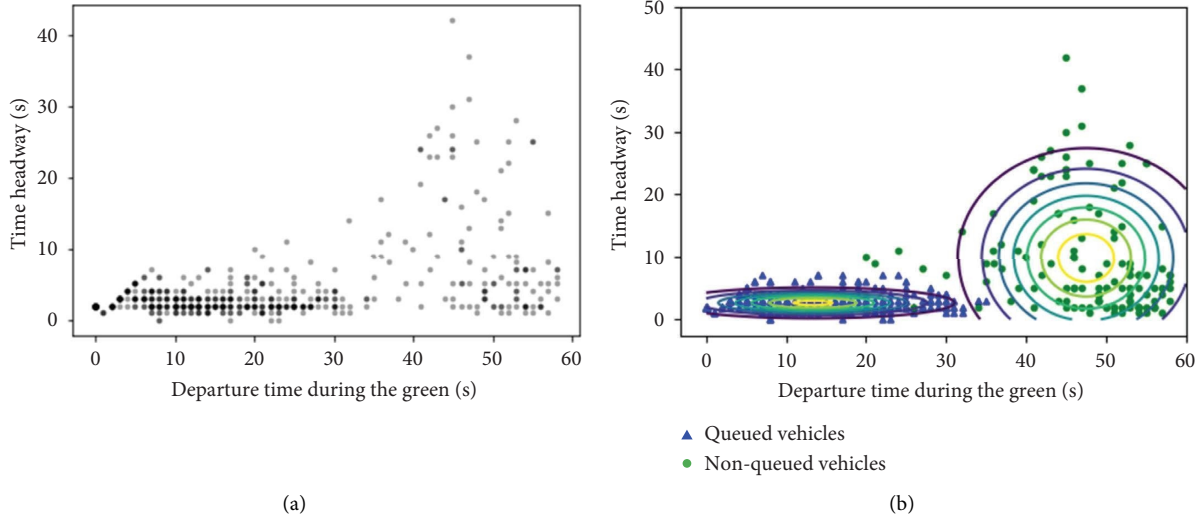 40
30
20
10
0
Time headway (s)
0 10 20 30 40 50 60
Departure time during the green (s)
(a)
50
40
30
20
10
0
Time headway (s)
0 10 20 30 40 50 60
Departure time during the green (s)
Queued vehicles
Non-queued vehicles
(b)